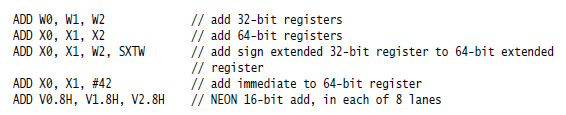 ADD W0, W1, W2 // add 32-bit registers
ADD X0, X1, X2 // add 64-bit registers
ADD X0, X1, W2, SXTW // add sign extended 32-bit register to 64-bit extended
// register
ADD X0, X1, #42 // add immediate to 64-bit register
ADD V0.8H, V1.8H, V2.8H // NEON 16-bit add, in each of 8 lanes